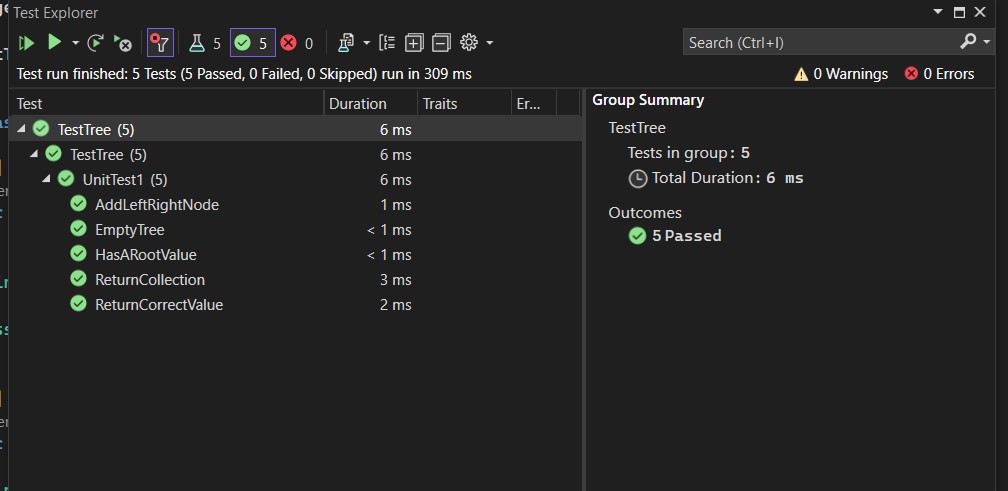 Test Explorer
5 5 0
Search (Ctrl+I)
Test run finished: 5 Tests (5 Passed, 0 Failed, 0 Skipped) run in 309 ms
0 Warnings 0 Errors
Test Duration Traits Er...
TestTree (5) 6 ms
TestTree (5) 6 ms
UnitTest1 (5) 6 ms
AddLeftRightNode 1 ms
EmptyTree < 1 ms
HasARootValue < 1 ms
ReturnCollection 3 ms
ReturnCorrectValue 2 ms
Group Summary
TestTree
Tests in group: 5
Total Duration: 6 ms
Outcomes
5 Passed